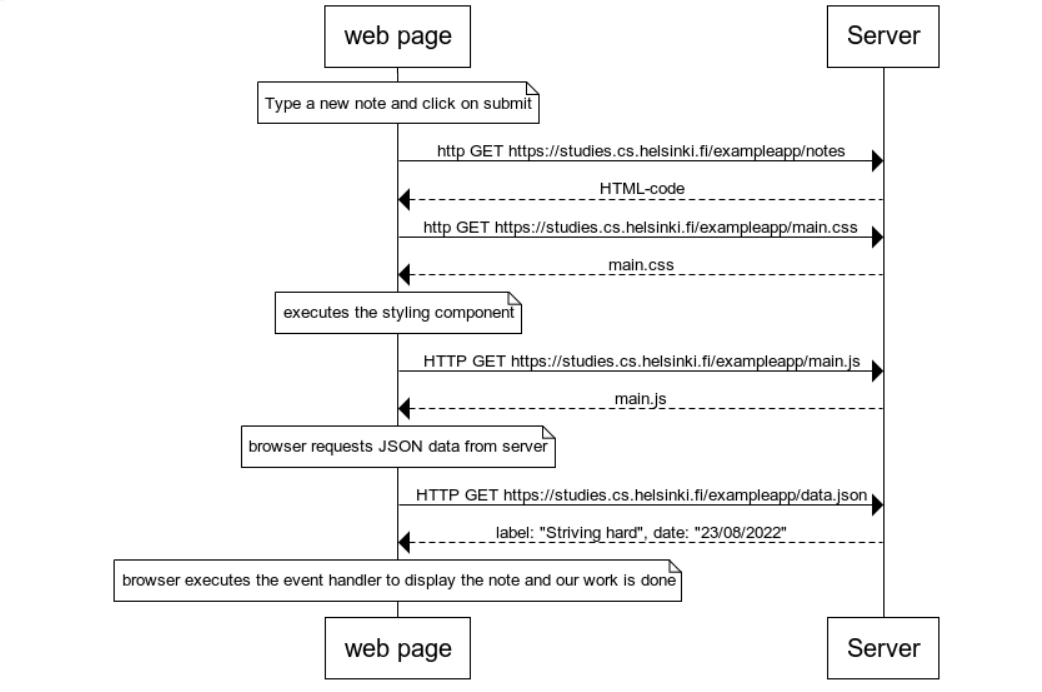 web page
Server
Type a new note and click on submit
http GET https://studies.cs.helsinki.fi/exampleapp/notes
HTML-code
http GET https://studies.cs.helsinki.fi/exampleapp/main.css
main.css
executes the styling component
HTTP GET https://studies.cs.helsinki.fi/exampleapp/main.js
main.js
browser requests JSON data from server
HTTP GET https://studies.cs.helsinki.fi/exampleapp/data.json
label: "Striving hard", date: "23/08/2022"
browser executes the event handler to display the note and our work is done
web page
Server